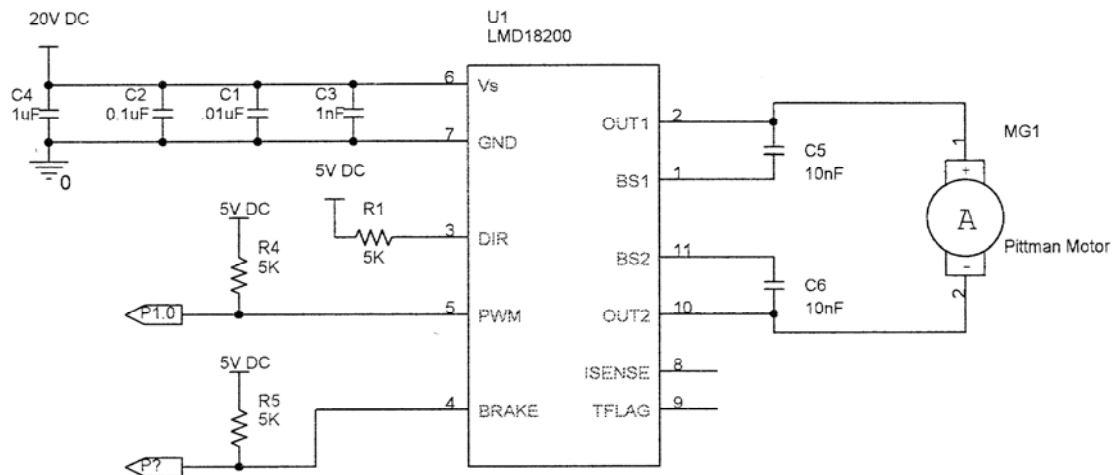 20V DC
U1
LMD18200
C4
1uF
C2
0.1uF
C1
.01uF
C3
1nF
6
Vs
7
GND
0
5V DC
R1
5K
3
DIR
5V DC
R4
5K
P1.0
5
PWM
5V DC
R5
5K
P?
4
BRAKE
OUT1
2
BS1
1
C5
10nF
BS2
11
C6
10nF
OUT2
10
ISENSE
8
TFLAG
9
MG1
1
+
A
-
2
Pittman Motor